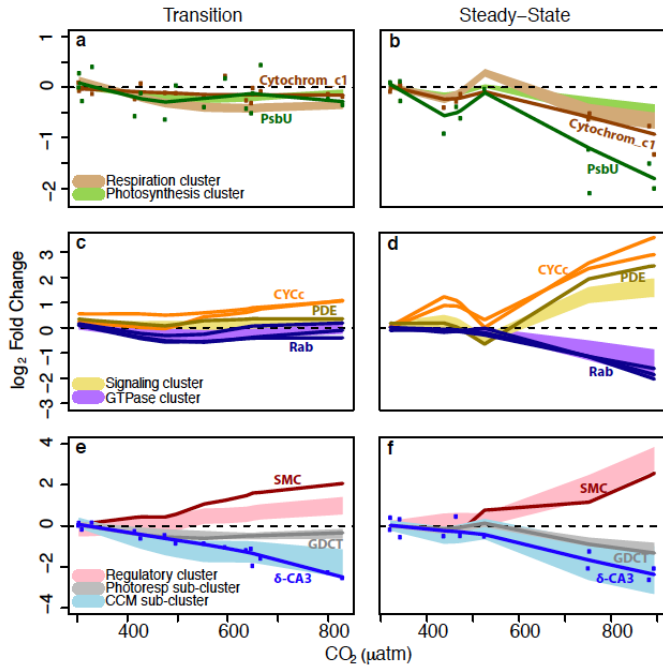 Transition
Steady–State
a
Cytochrom_c1
PsbU
Respiration cluster
Photosynthesis cluster
1
0
-1
-2
b
Cytochrom_c1
PsbU
c
CYCc
PDE
Rab
Signaling cluster
GTPase cluster
3
2
1
0
-1
-2
-3
d
CYCc
PDE
Rab
log2 Fold Change
e
SMC
GDCT
δ-CA3
Regulatory cluster
Photoresp sub-cluster
CCM sub-cluster
4
2
0
-2
-4
f
SMC
GDCT
δ-CA3
400 600 800
400 600 800
CO2 (μatm)